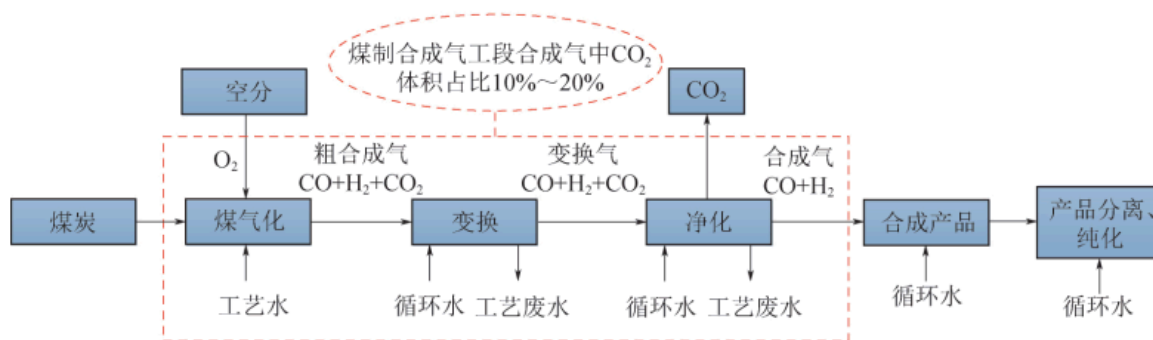 煤制合成气工段合成气中CO₂
体积占比10%～20%
空分
CO₂
O₂
粗合成气
CO+H₂+CO₂
变换气
CO+H₂+CO₂
合成气
CO+H₂
煤炭
煤气化
变换
净化
合成产品
产品分离、
纯化
工艺水
循环水
工艺废水
循环水
工艺废水
循环水
循环水